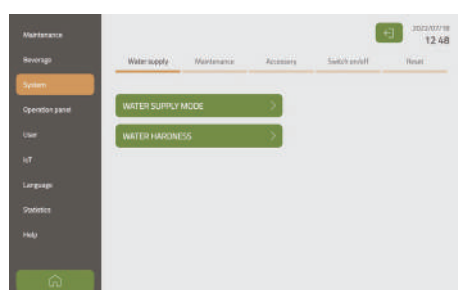 Maintenance
Beverage
System
Operation panel
User
IoT
Language
Statistics
Help
2022/07/18
12 48
Water supply
Maintenance
Accessory
Switch on/off
Reset
WATER SUPPLY MODE
WATER HARDNESS